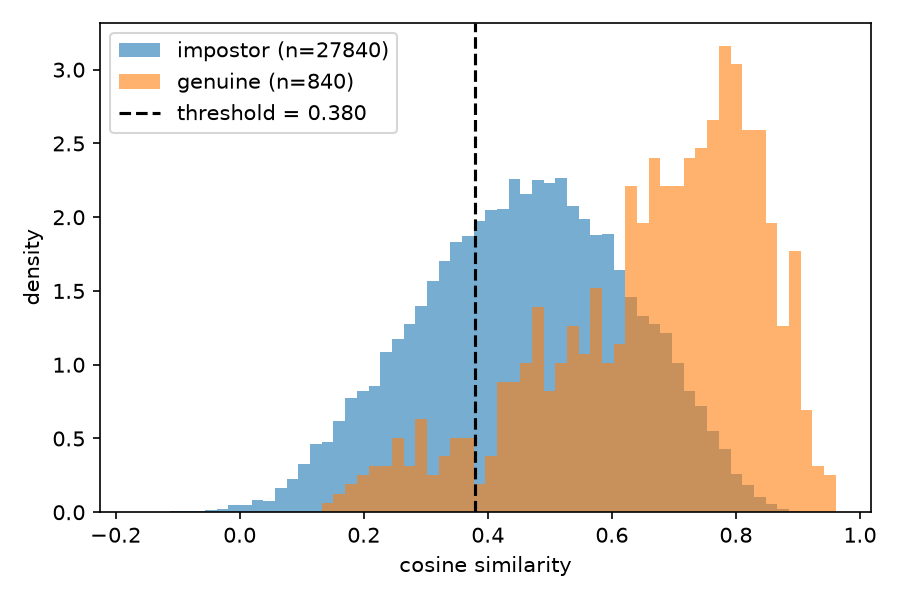 impostor (n=27840)
genuine (n=840)
threshold = 0.380
3.0
2.5
2.0
1.5
1.0
0.5
0.0
density
−0.2 0.0 0.2 0.4 0.6 0.8 1.0
cosine similarity